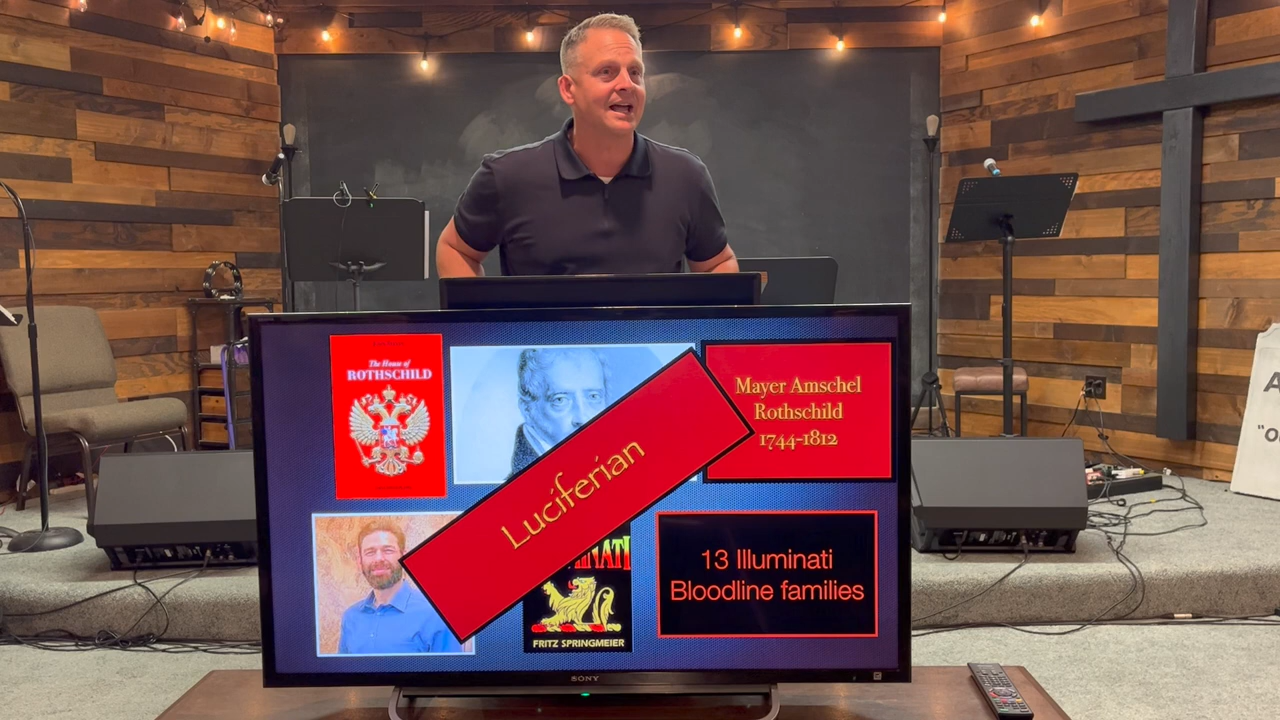 The House of
ROTHSCHILD
Mayer Amschel
Rothschild
1744-1812
Luciferian
FRITZ SPRINGMEIER
13 Illuminati
Bloodline families
SONY